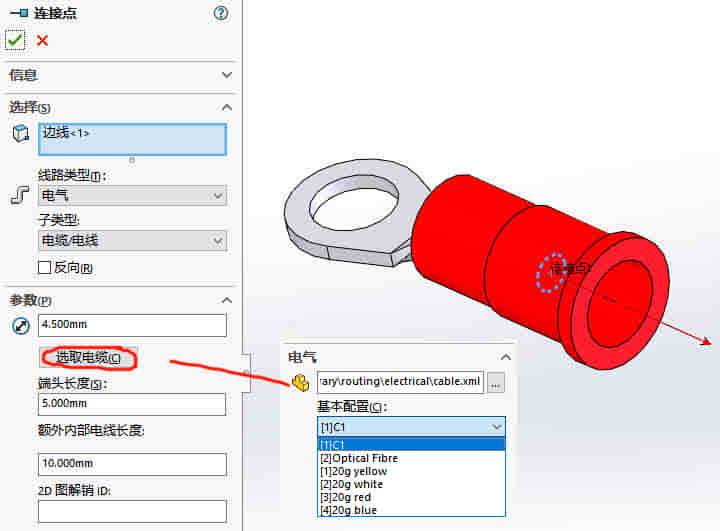 连接点
信息
选择(S)
边线<1>
线路类型(T):
电气
子类型:
电缆/电线
反向(R)
参数(P)
4.500mm
选取电缆(C)
端头长度(S):
5.000mm
额外内部电线长度:
10.000mm
2D 图解销 ID:
电气
rary\routing\electrical\cable.xml
...
基本配置(C):
[1]C1
[1]C1
[2]Optical Fibre
[1]20g yellow
[2]20g white
[3]20g red
[4]20g blue